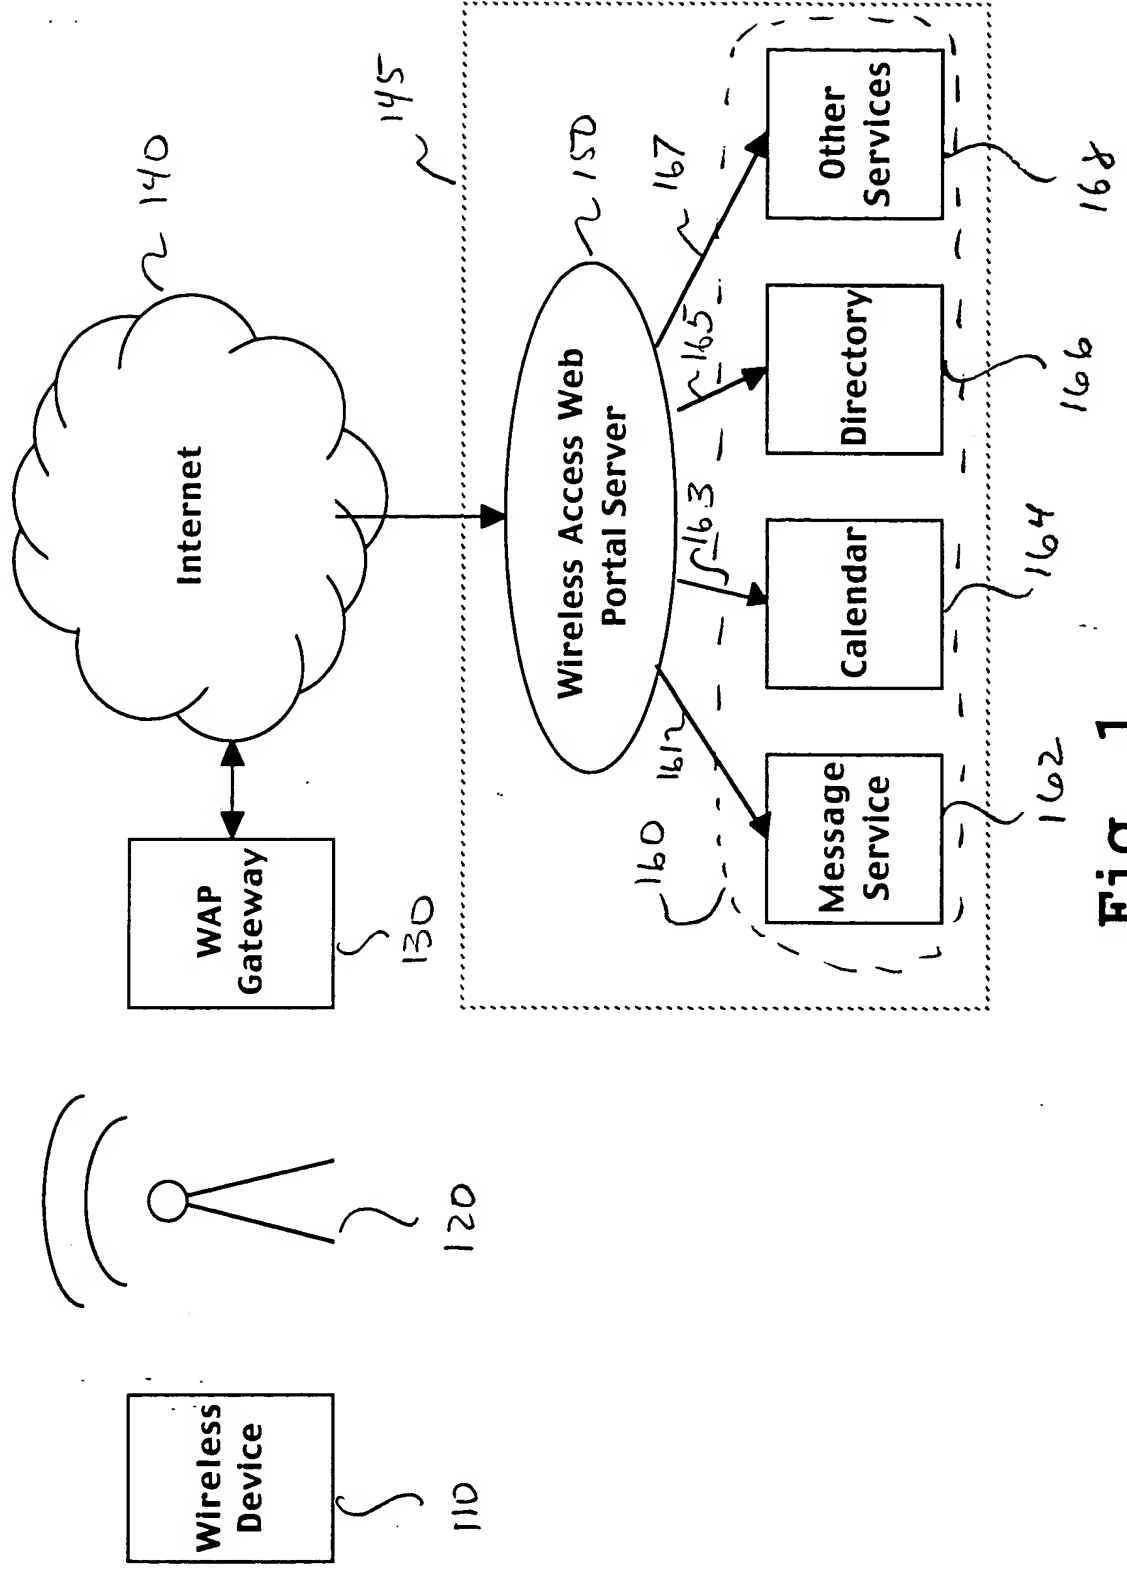 Wireless
Device
110
120
WAP
Gateway
130
Internet
140
145
Wireless Access Web
Portal Server
150
160
161
163
165
167
Message
Service
162
Calendar
164
Directory
166
Other
Services
168
Fig. 1